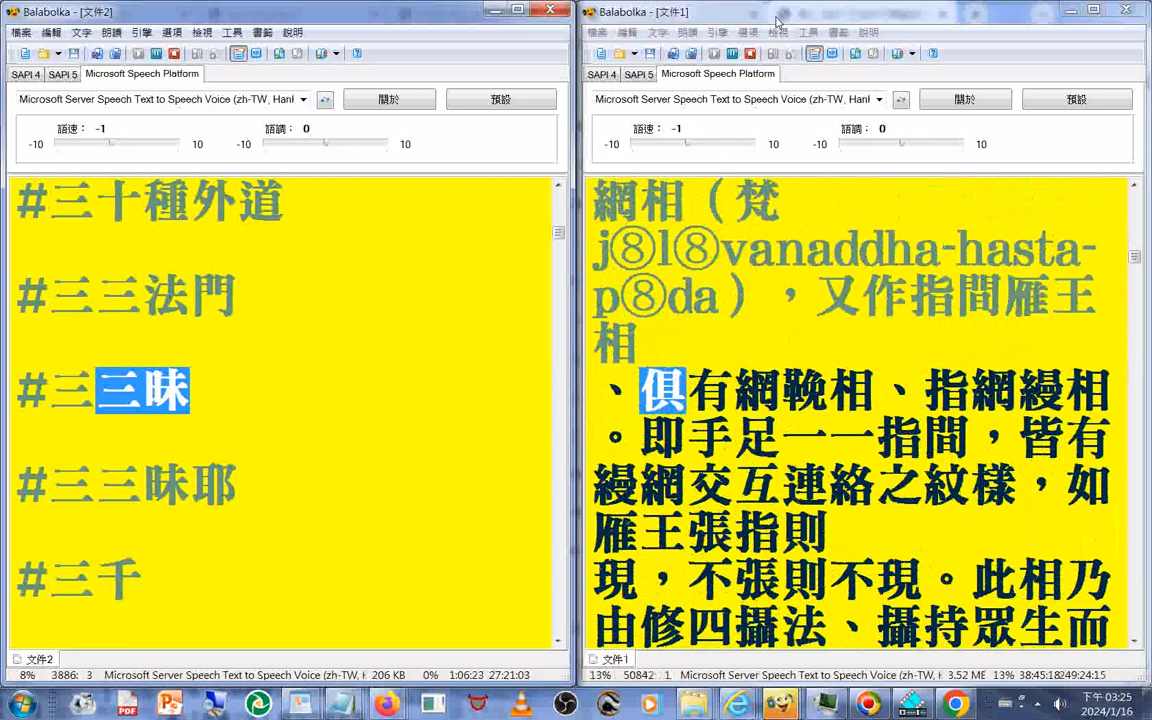 Balabolka - [文件2]
檔案 編輯 文字 朗讀 引擎 選項 檢視 工具 書籤 說明
SAPI 4 SAPI 5 Microsoft Speech Platform
Microsoft Server Speech Text to Speech Voice (zh-TW, HanH
關於 預設
語速: -1 語調: 0
-10 10 -10 10
#三十種外道
#三三法門
#三三昧
#三三昧耶
#三千
文件2
8% 3886: 3 Microsoft Server Speech Text to Speech Voice (zh-TW, H 206 KB 0% 1:06:23 27:21:03
Balabolka - [文件1]
檔案 編輯 文字 朗讀 引擎 選項 檢視 工具 書籤 說明
SAPI 4 SAPI 5 Microsoft Speech Platform
Microsoft Server Speech Text to Speech Voice (zh-TW, HanH
關於 預設
語速: -1 語調: 0
-10 10 -10 10
網相（梵
j⑧l⑧vanaddha-hasta-
p⑧da），又作指間雁王
相
、俱有網鞔相、指網縵相
。即手足一一指間，皆有
縵網交互連絡之紋樣，如
雁王張指則
現，不張則不現。此相乃
由修四攝法、攝持眾生而
文件1
13% 50842: 1 Microsoft Server Speech Text to Speech Voice (zh-TW, H 3.52 ME 13% 38:45:18 249:24:15
下午 03:25
2024/1/16